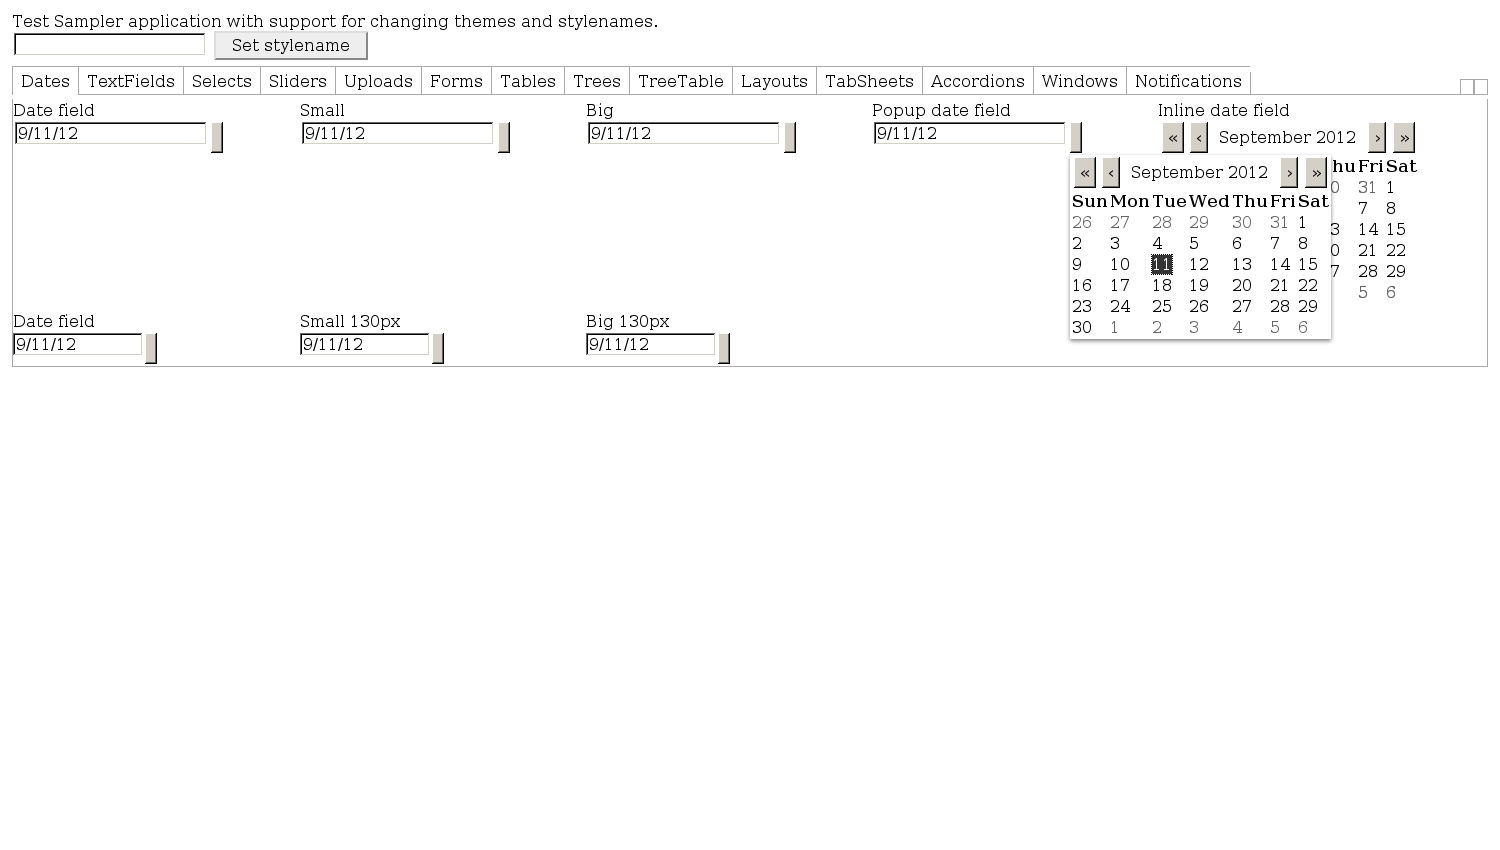 Test Sampler application with support for changing themes and stylenames.
Set stylename
Dates TextFields Selects Sliders Uploads Forms Tables Trees TreeTable Layouts TabSheets Accordions Windows Notifications
Date field Small Big Popup date field Inline date field
9/11/12 9/11/12 9/11/12 9/11/12 « ‹ September 2012 › »
hu Fri Sat
0 31 1
7 8
3 14 15
0 21 22
7 28 29
5 6
« ‹ September 2012 › »
Sun Mon Tue Wed Thu Fri Sat
26 27 28 29 30 31 1
2 3 4 5 6 7 8
9 10 11 12 13 14 15
16 17 18 19 20 21 22
23 24 25 26 27 28 29
30 1 2 3 4 5 6
Date field Small 130px Big 130px
9/11/12 9/11/12 9/11/12